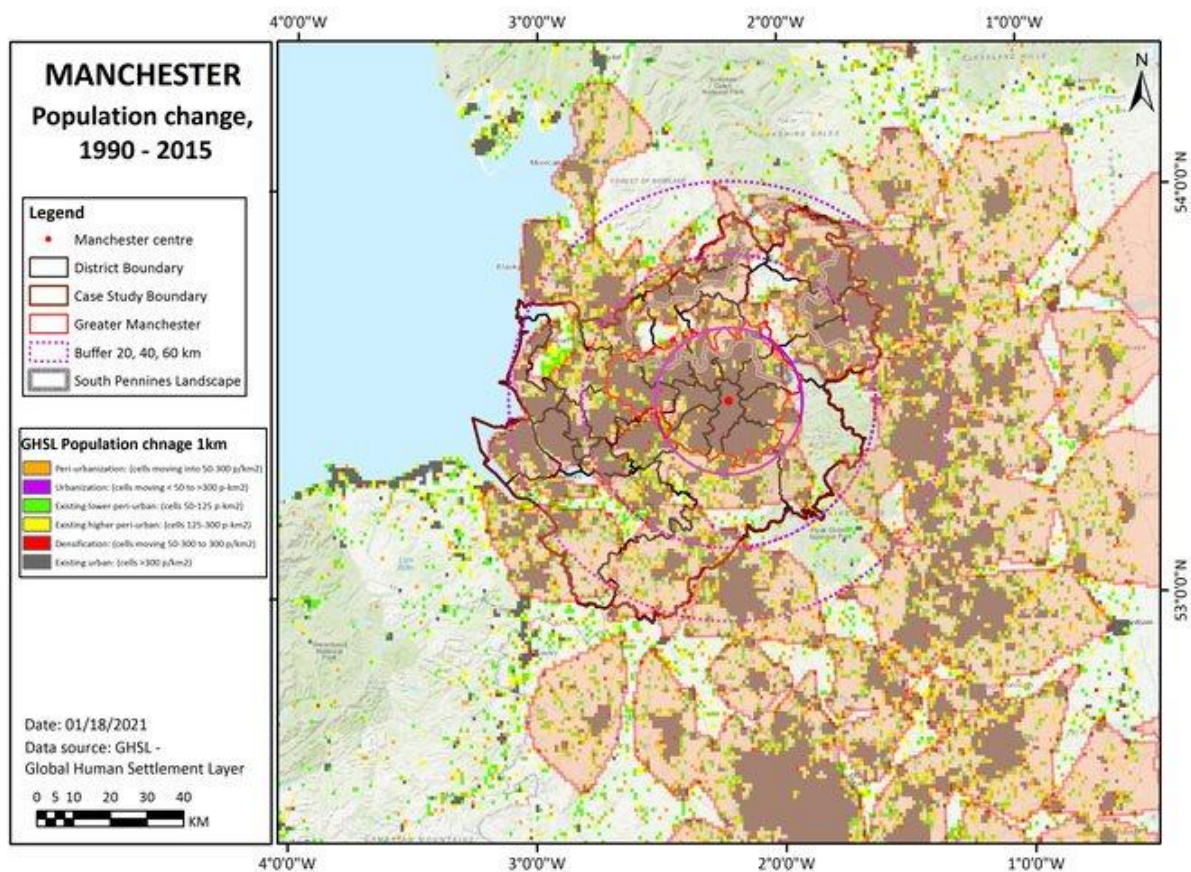 4°0'0"W
3°0'0"W
2°0'0"W
1°0'0"W
MANCHESTER
Population change,
1990 - 2015
Legend
Manchester centre
District Boundary
Case Study Boundary
Greater Manchester
Buffer 20, 40, 60 km
South Pennines Landscape
GHSL Population chnage 1km
Peri-urbanization: (cells moving into 50-300 p/km2)
Urbanization: (cells moving < 50 to >300 p-km2)
Existing lower peri-urban: (cells 50-125 p km2)
Existing higher peri-urban: (cells 125-300 p-km2)
Densification: (cells moving 50-300 to 300 p/km2)
Existing urban: (cells >300 p/km2)
Date: 01/18/2021
Data source: GHSL -
Global Human Settlement Layer
0 5 10 20 30 40
KM
N
54°0'0"N
53°0'0"N
FOREST OF BOWLAND
4°0'0"W
3°0'0"W
2°0'0"W
1°0'0"W